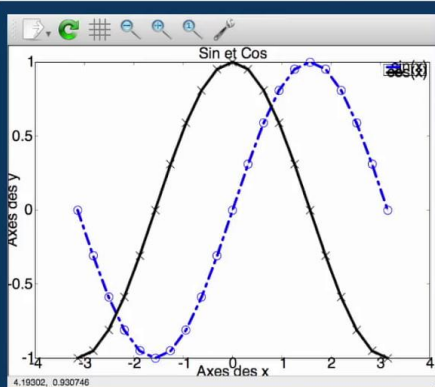 Sin et Cos
1
0.5
0
-0.5
-1
Axes des y
-4 -3 -2 -1 0 1 2 3 4
Axes des x
4.19302, 0.930746